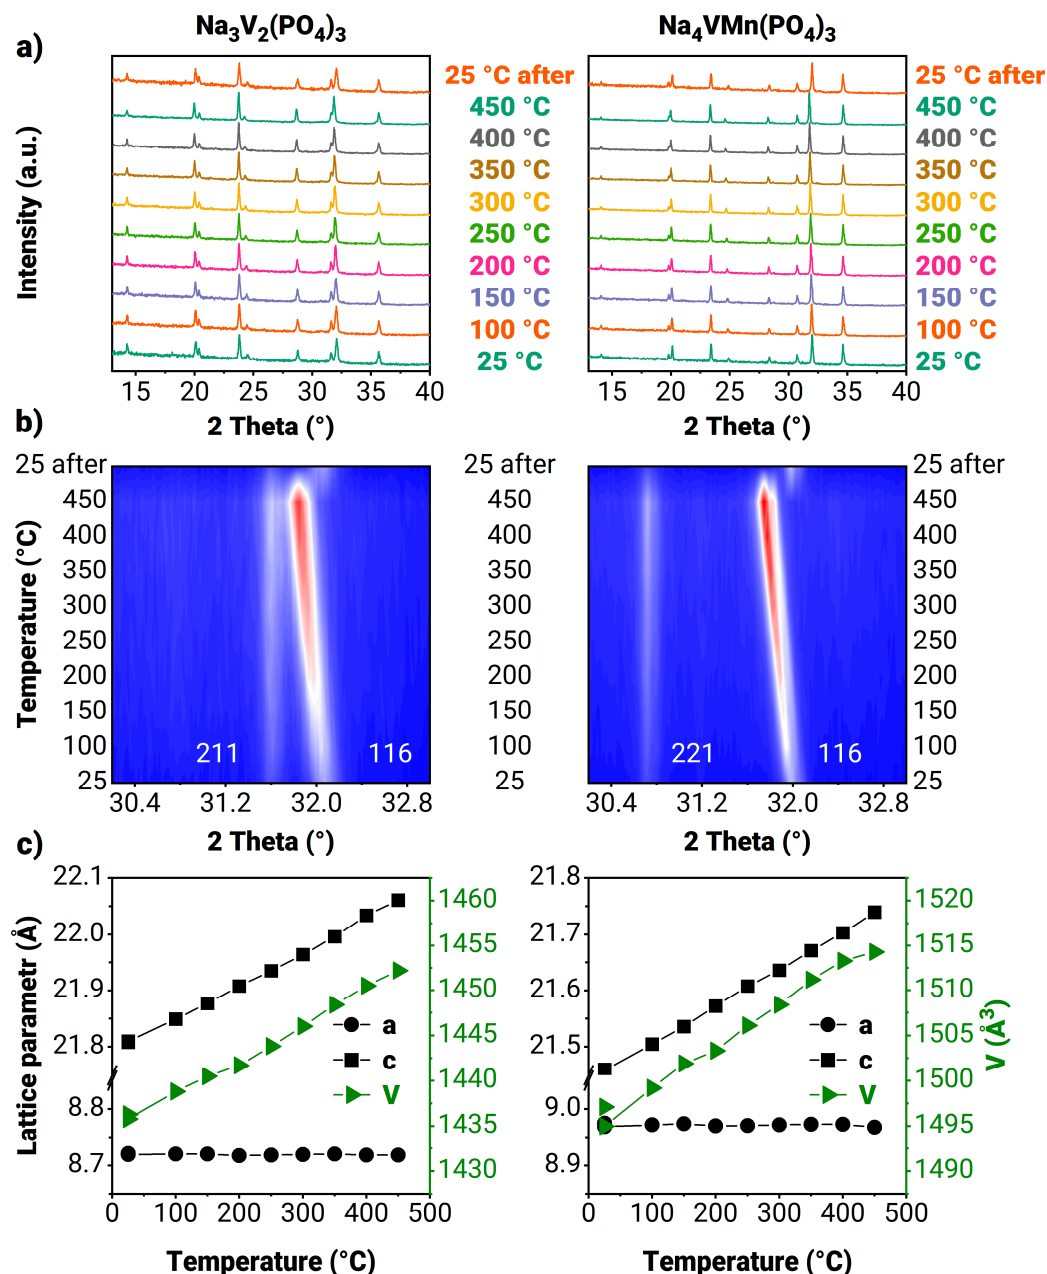 a)
Na3V2(PO4)3
Na4VMn(PO4)3
Intensity (a.u.)
25 °C after
450 °C
400 °C
350 °C
300 °C
250 °C
200 °C
150 °C
100 °C
25 °C
15 20 25 30 35 40
2 Theta (°)
25 °C after
450 °C
400 °C
350 °C
300 °C
250 °C
200 °C
150 °C
100 °C
25 °C
15 20 25 30 35 40
2 Theta (°)
b)
Temperature (°C)
25 after
450
400
350
300
250
200
150
100
25
211 116
30.4 31.2 32.0 32.8
2 Theta (°)
25 after
450
400
350
300
250
200
150
100
25
221 116
25 after
450
400
350
300
250
200
150
100
25
30.4 31.2 32.0 32.8
2 Theta (°)
c)
Lattice parametr (Å)
22.1
22.0
21.9
21.8
8.8
8.7
a
c
V
1460
1455
1450
1445
1440
1435
1430
0 100 200 300 400 500
Temperature (°C)
21.8
21.7
21.6
21.5
9.0
8.9
a
c
V
1520
1515
1510
1505
1500
1495
1490
V (Å3)
0 100 200 300 400 500
Temperature (°C)